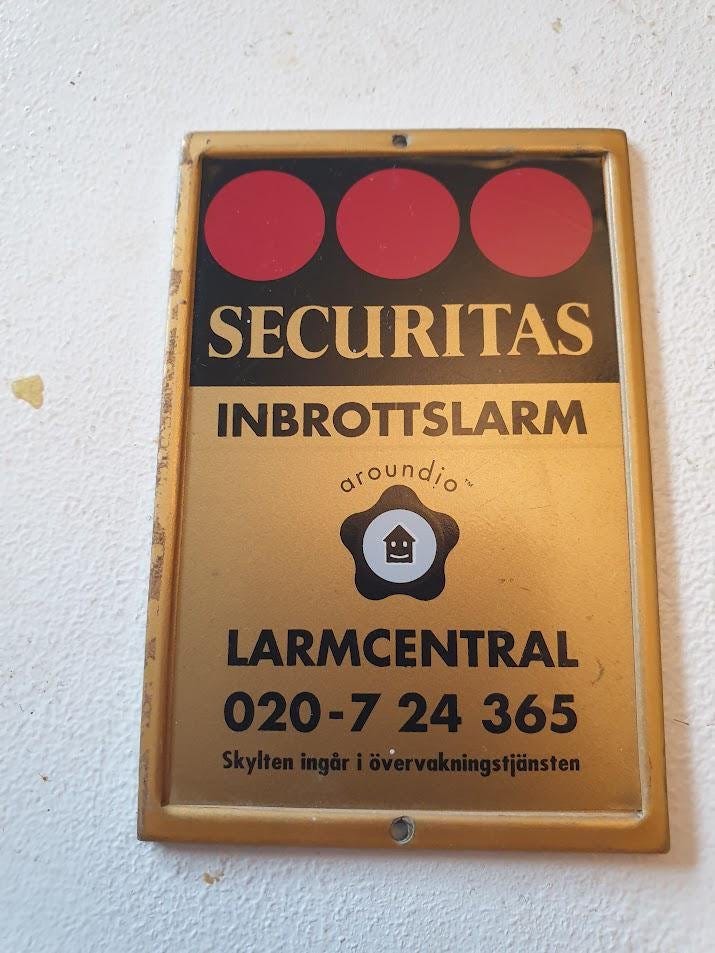 SECURITAS
INBROTTSLARM
aroundio™
LARMCENTRAL
020-7 24 365
Skylten ingår i övervakningstjänsten